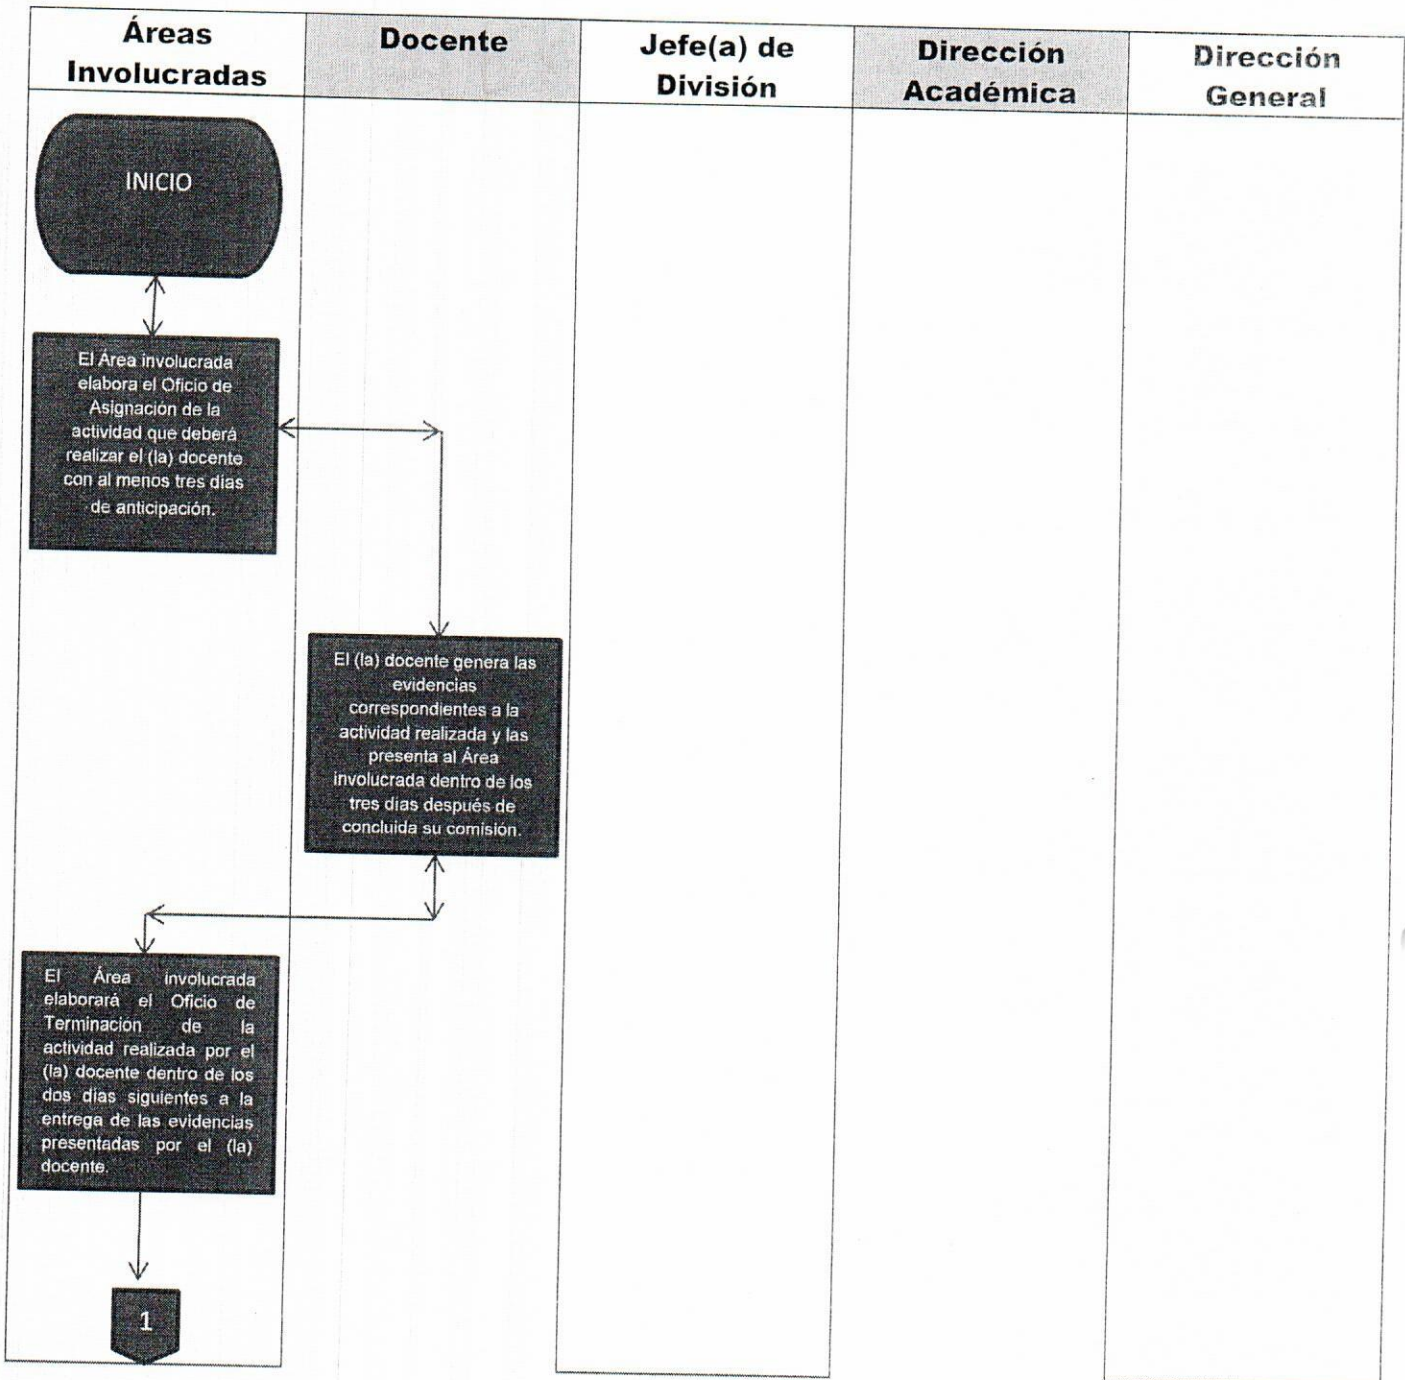 Áreas
Involucradas
Docente
Jefe(a) de
División
Dirección
Académica
Dirección
General
INICIO
El Área involucrada
elabora el Oficio de
Asignación de la
actividad que deberá
realizar el (la) docente
con al menos tres días
de anticipación.
El (la) docente genera las
evidencias
correspondientes a la
actividad realizada y las
presenta al Área
involucrada dentro de los
tres días después de
concluida su comisión.
El Área involucrada
elaborará el Oficio de
Terminación de la
actividad realizada por el
(la) docente dentro de los
dos días siguientes a la
entrega de las evidencias
presentadas por el (la)
docente.
1